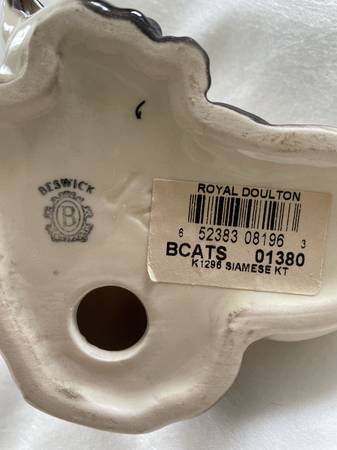 BESWICK
B
ROYAL DOULTON
6 52383 08196 3
BCATS 01380
K1296 SIAMESE KT